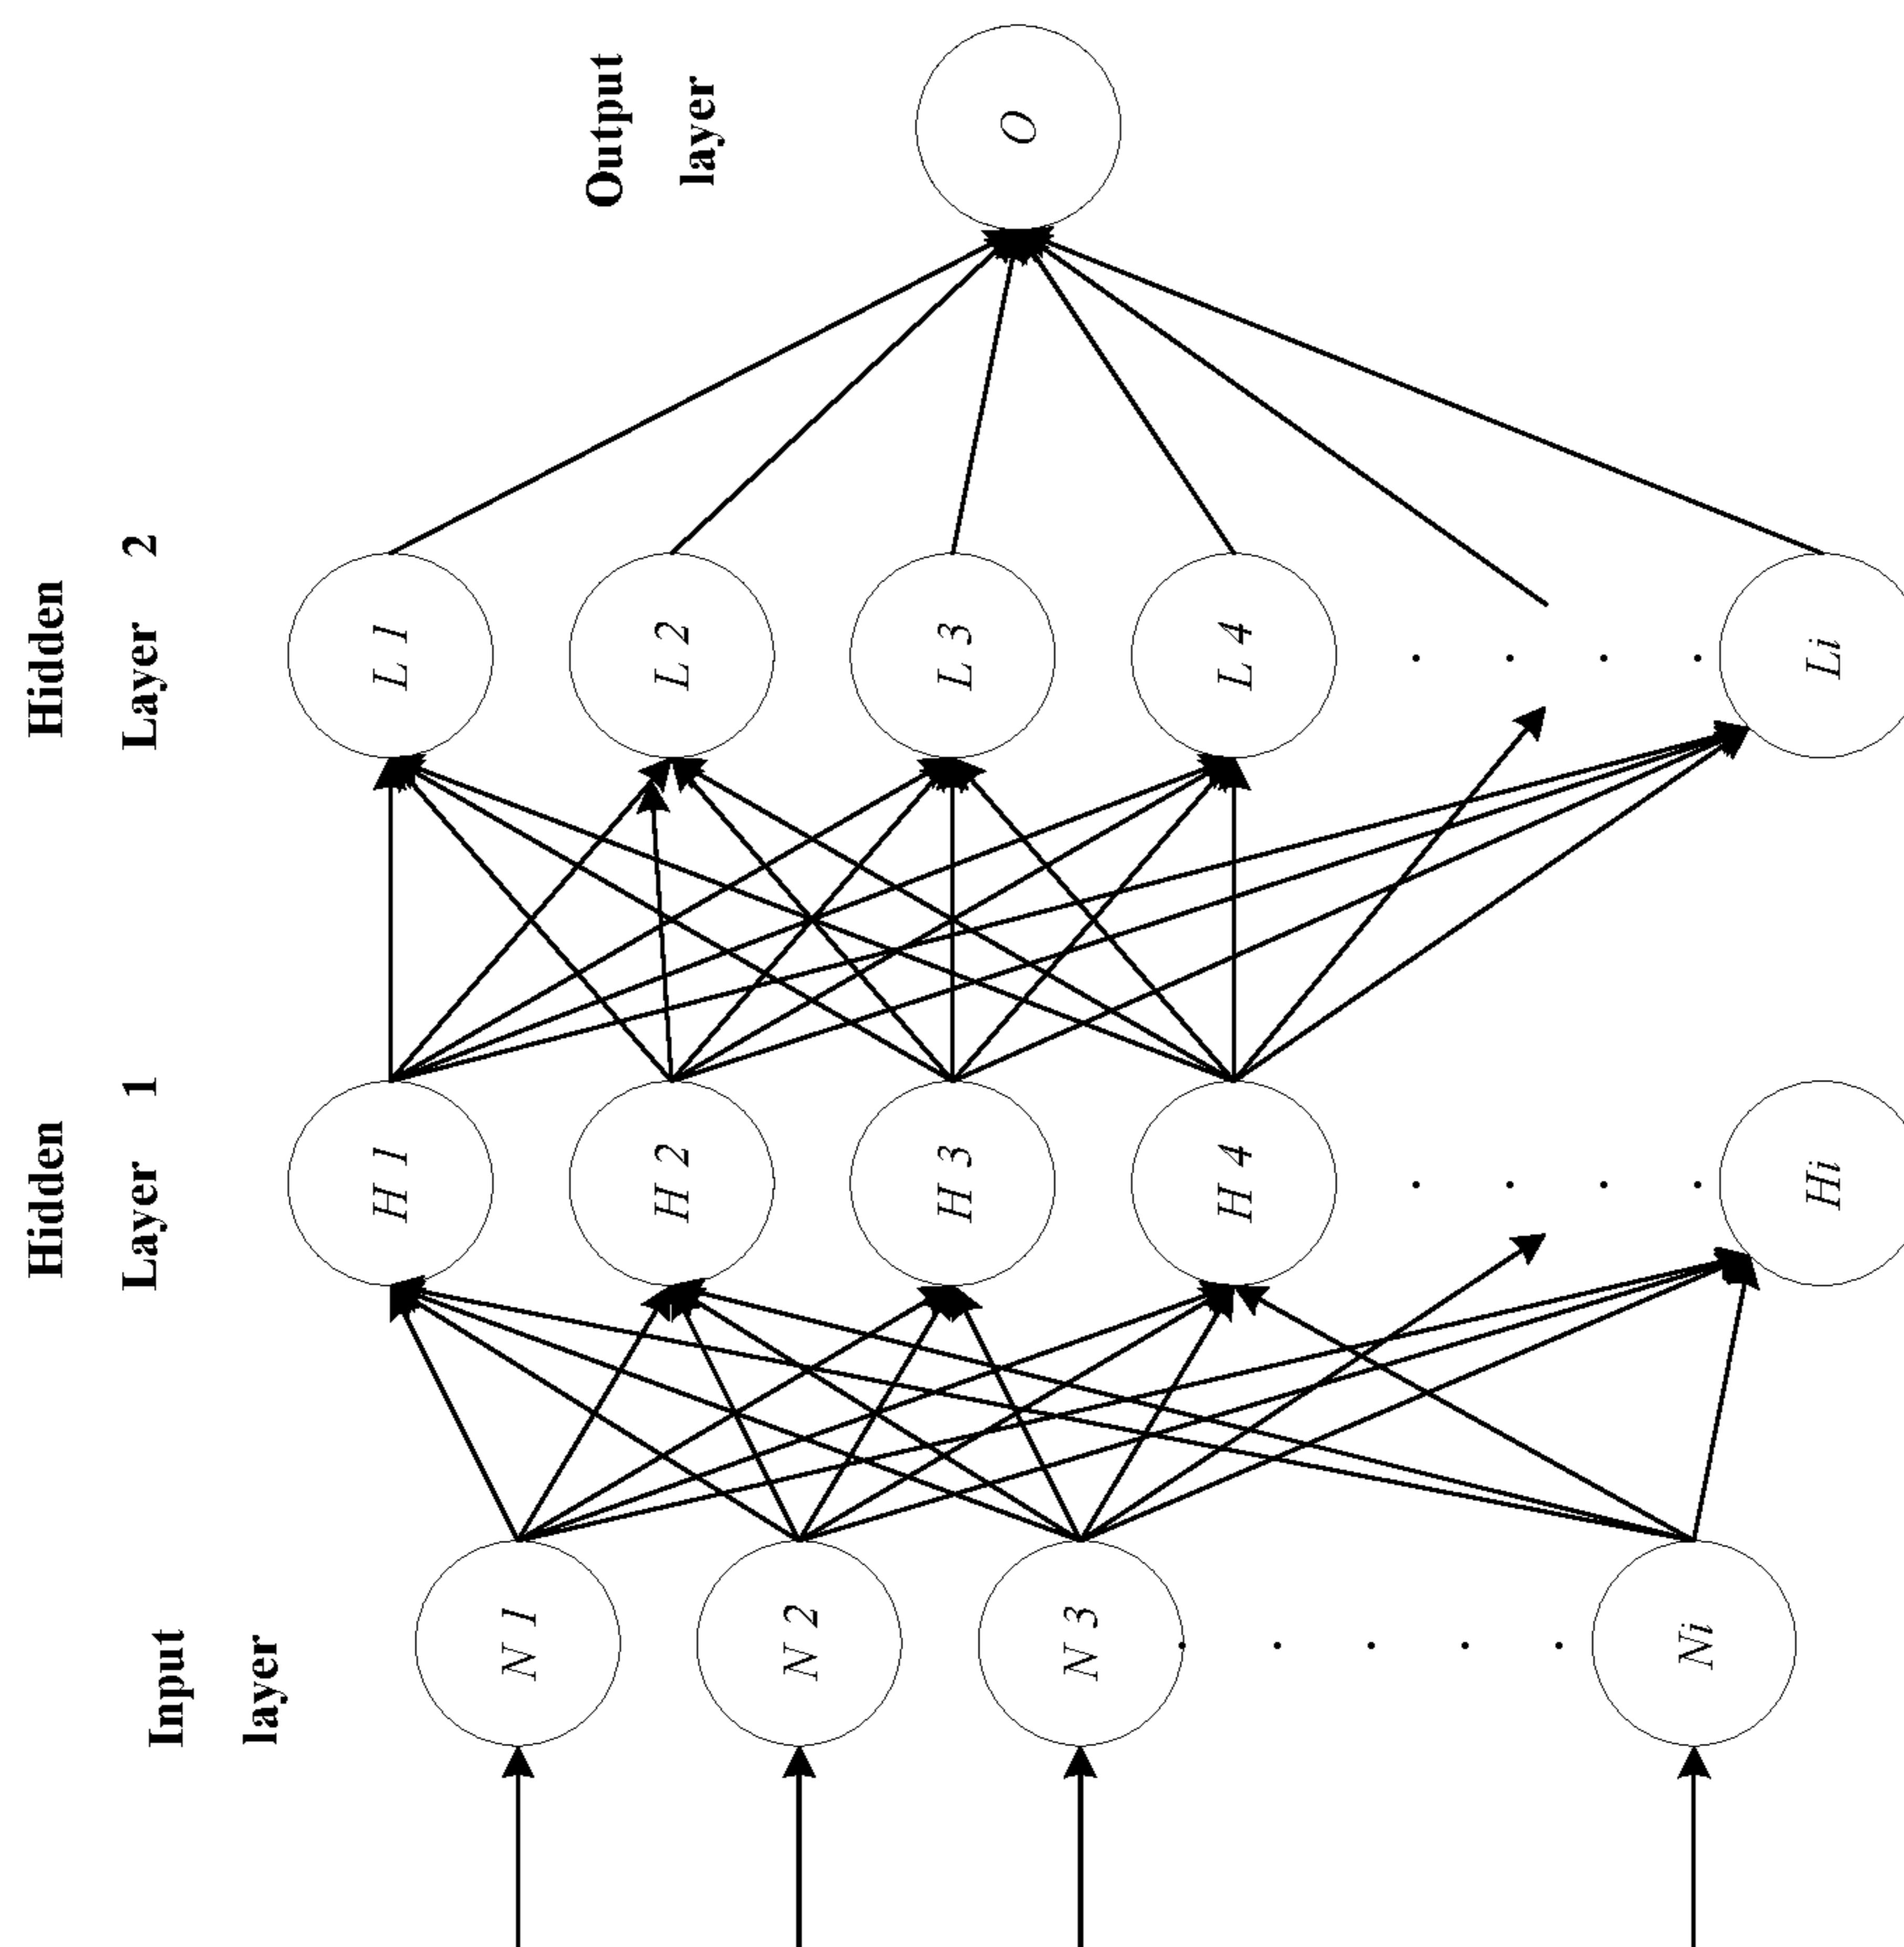 Input
layer
Hidden
Layer 1
Hidden
Layer 2
Output
layer
N 1
N 2
N 3
Ni
H 1
H 2
H 3
H 4
Hi
L 1
L 2
L 3
L 4
Li
O